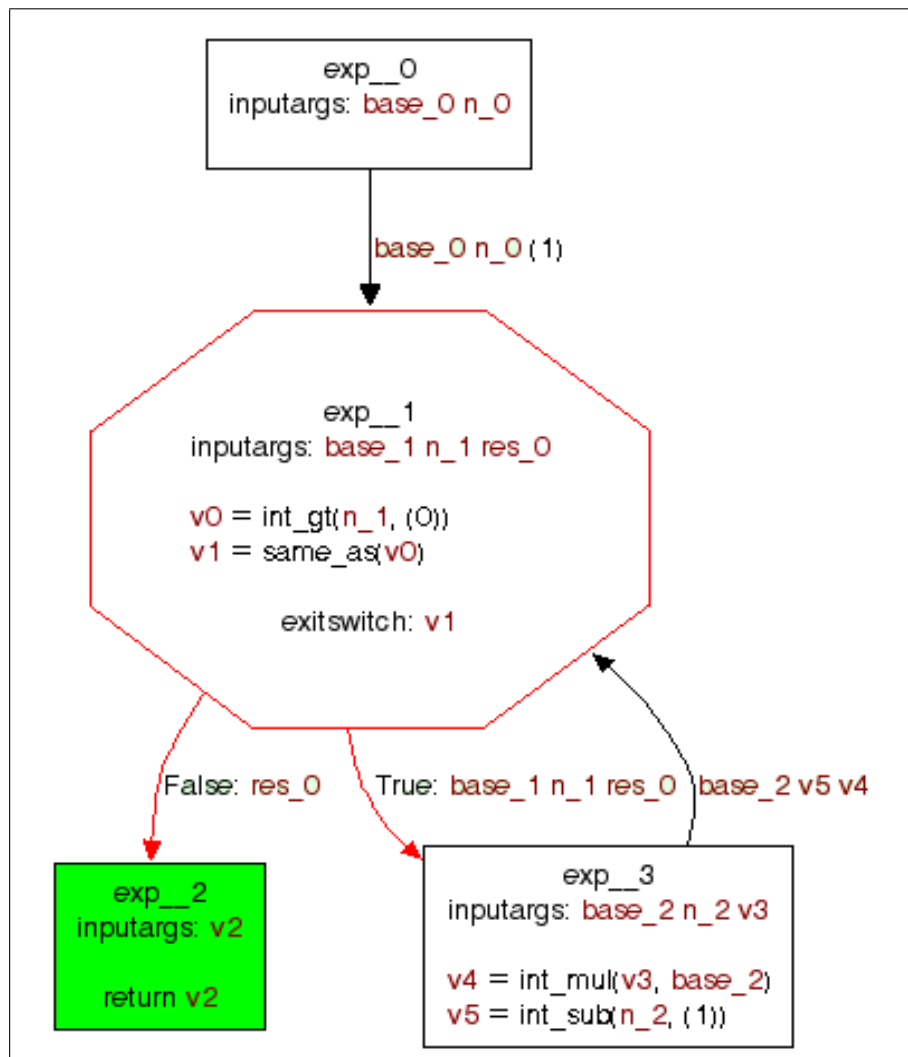 exp__0
inputargs: base_0 n_0
base_0 n_0 (1)
exp__1
inputargs: base_1 n_1 res_0
v0 = int_gt(n_1, (0))
v1 = same_as(v0)
exitswitch: v1
False: res_0
True: base_1 n_1 res_0
base_2 v5 v4
exp__2
inputargs: v2
return v2
exp__3
inputargs: base_2 n_2 v3
v4 = int_mul(v3, base_2)
v5 = int_sub(n_2, (1))